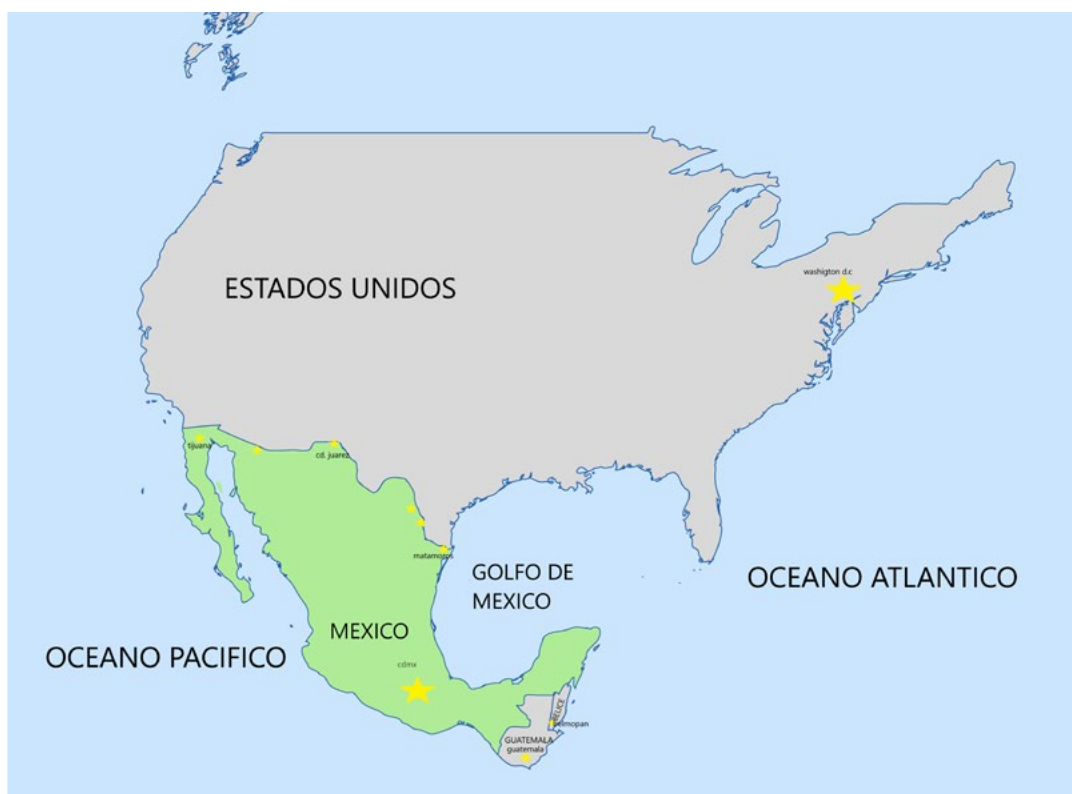 washigton d.c
ESTADOS UNIDOS
tijuana
cd. juarez
matamoros
GOLFO DE
MEXICO
OCEANO ATLANTICO
MEXICO
OCEANO PACIFICO
cdmx
BELICE
belmopan
GUATEMALA
guatemala